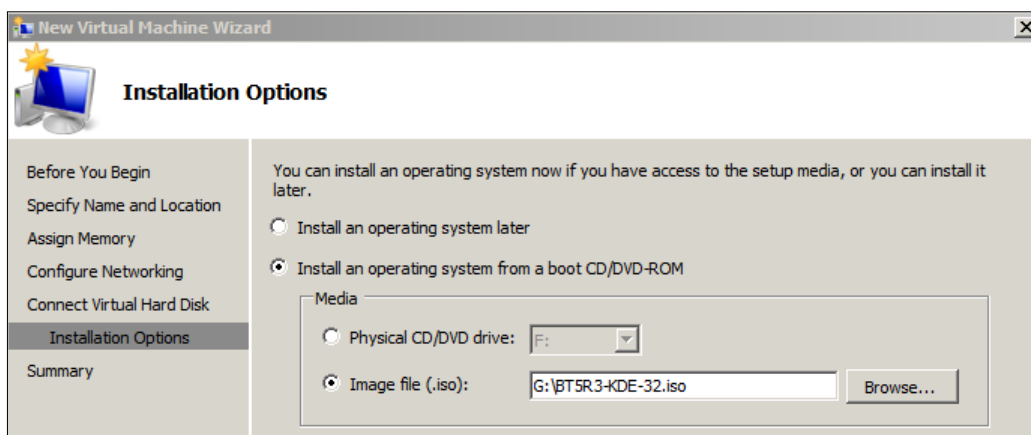 New Virtual Machine Wizard
Installation Options
Before You Begin
Specify Name and Location
Assign Memory
Configure Networking
Connect Virtual Hard Disk
Installation Options
Summary
You can install an operating system now if you have access to the setup media, or you can install it
later.
Install an operating system later
Install an operating system from a boot CD/DVD-ROM
Media
Physical CD/DVD drive: F:
Image file (.iso): G:\BT5R3-KDE-32.iso Browse...